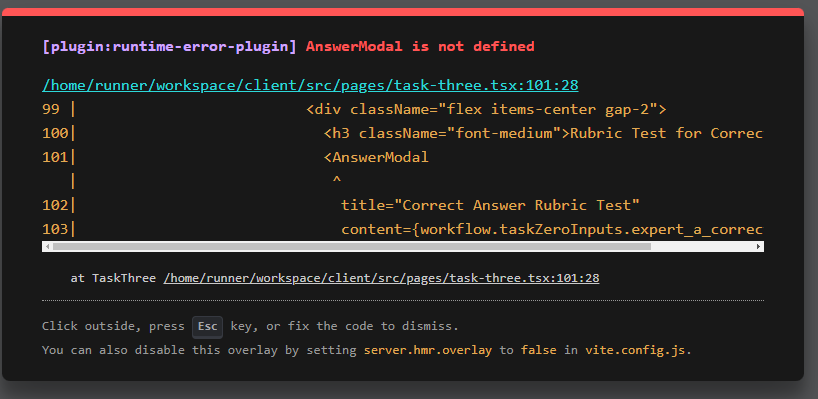 [plugin:runtime-error-plugin] AnswerModal is not defined
/home/runner/workspace/client/src/pages/task-three.tsx:101:28
99 | <div className="flex items-center gap-2">
100| <h3 className="font-medium">Rubric Test for Correc
101| <AnswerModal
| ^
102| title="Correct Answer Rubric Test"
103| content={workflow.taskZeroInputs.expert_a_correc
at TaskThree /home/runner/workspace/client/src/pages/task-three.tsx:101:28
Click outside, press Esc key, or fix the code to dismiss.
You can also disable this overlay by setting server.hmr.overlay to false in vite.config.js.